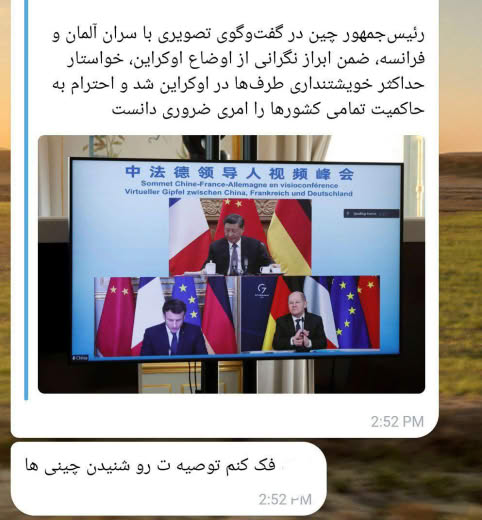 رئیس‌جمهور چین در گفت‌وگوی تصویری با سران آلمان و
فرانسه، ضمن ابراز نگرانی از اوضاع اوکراین، خواستار
حداکثر خویشتنداری طرف‌ها در اوکراین شد و احترام به
حاکمیت تمامی کشورها را امری ضروری دانست
中法德领导人视频峰会
Sommet Chine-France-Allemagne en visioconférence
Virtueller Gipfel zwischen China, Frankreich und Deutschland
China
2:52 PM
فک کنم توصیه ت رو شنیدن چینی ها
2:52 PM